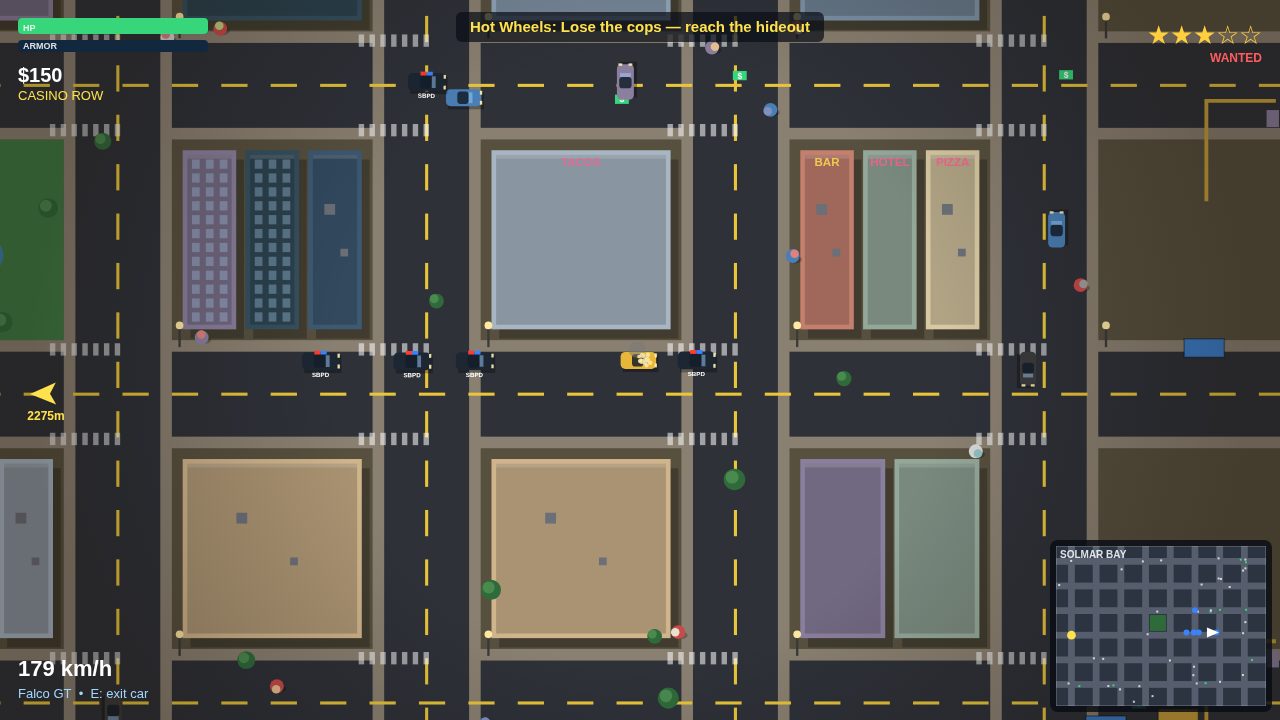 Hot Wheels: Lose the cops — reach the hideout
HP
ARMOR
$150
CASINO ROW
WANTED
SBPD
$
$
TACOS
BAR
HOTEL
PIZZA
SBPD
SBPD
SBPD
SBPD
2275m
SOLMAR BAY
179 km/h
Falco GT • E: exit car